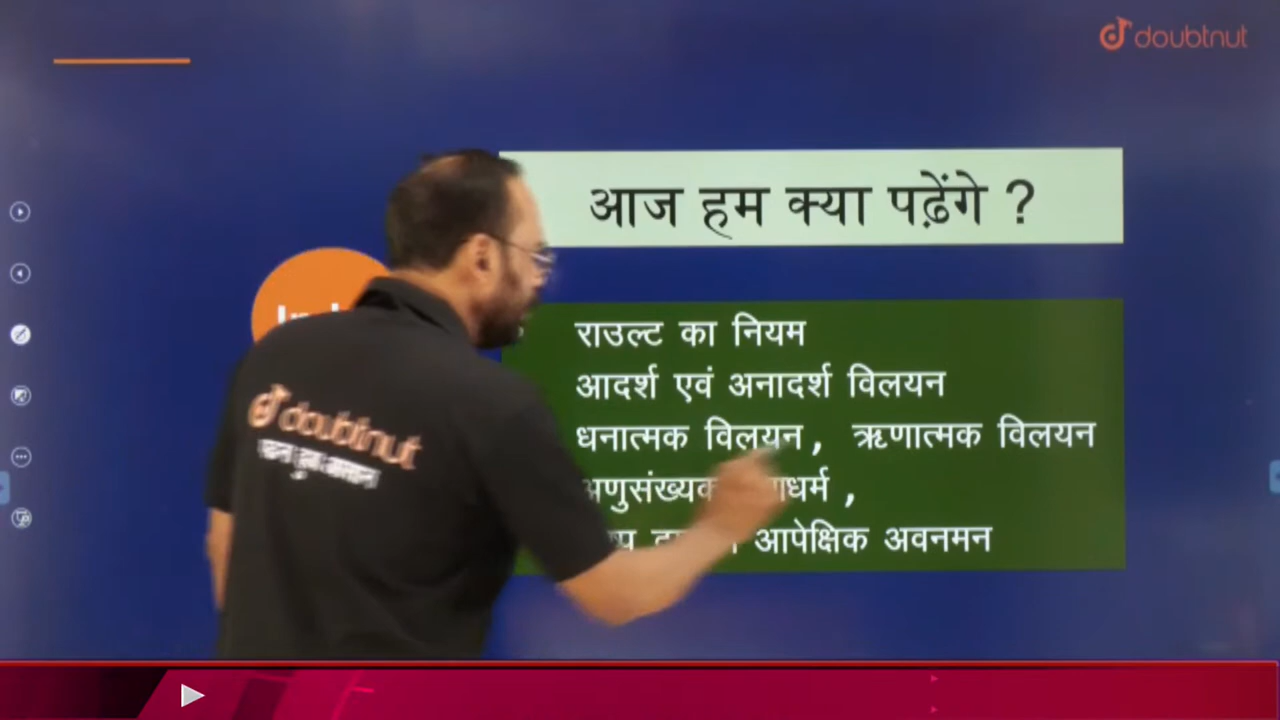 doubtnut
आज हम क्या पढ़ेंगे ?
राउल्ट का नियम
आदर्श एवं अनादर्श विलयन
धनात्मक विलयन , ऋणात्मक विलयन
doubtnut
आपेक्षिक अवनमन